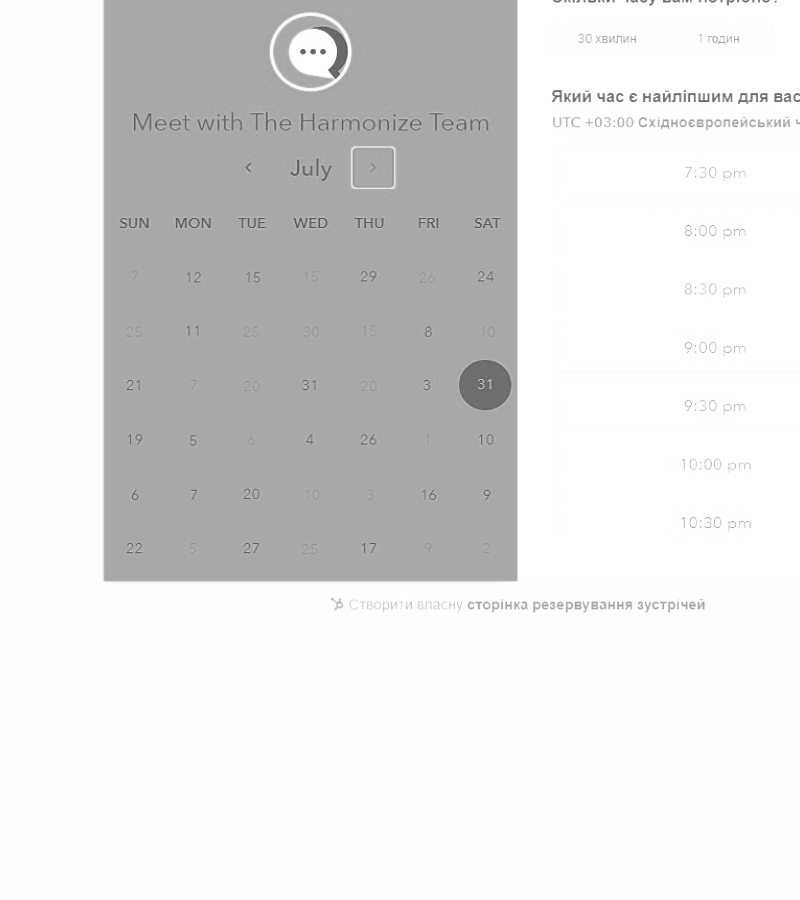 Скільки часу вам потрібно?
30 хвилин 1 годин
Який час є найліпшим для вас
UTC +03:00 Східноєвропейський ч
Meet with The Harmonize Team
July
SUN MON TUE WED THU FRI SAT
7 12 15 15 29 26 24
25 11 25 30 15 8 10
21 7 20 31 20 3 31
19 5 6 4 26 1 10
6 7 20 10 3 16 9
22 5 27 25 17 9 2
7:30 pm
8:00 pm
8:30 pm
9:00 pm
9:30 pm
10:00 pm
10:30 pm
Створити власну сторінка резервування зустрічей